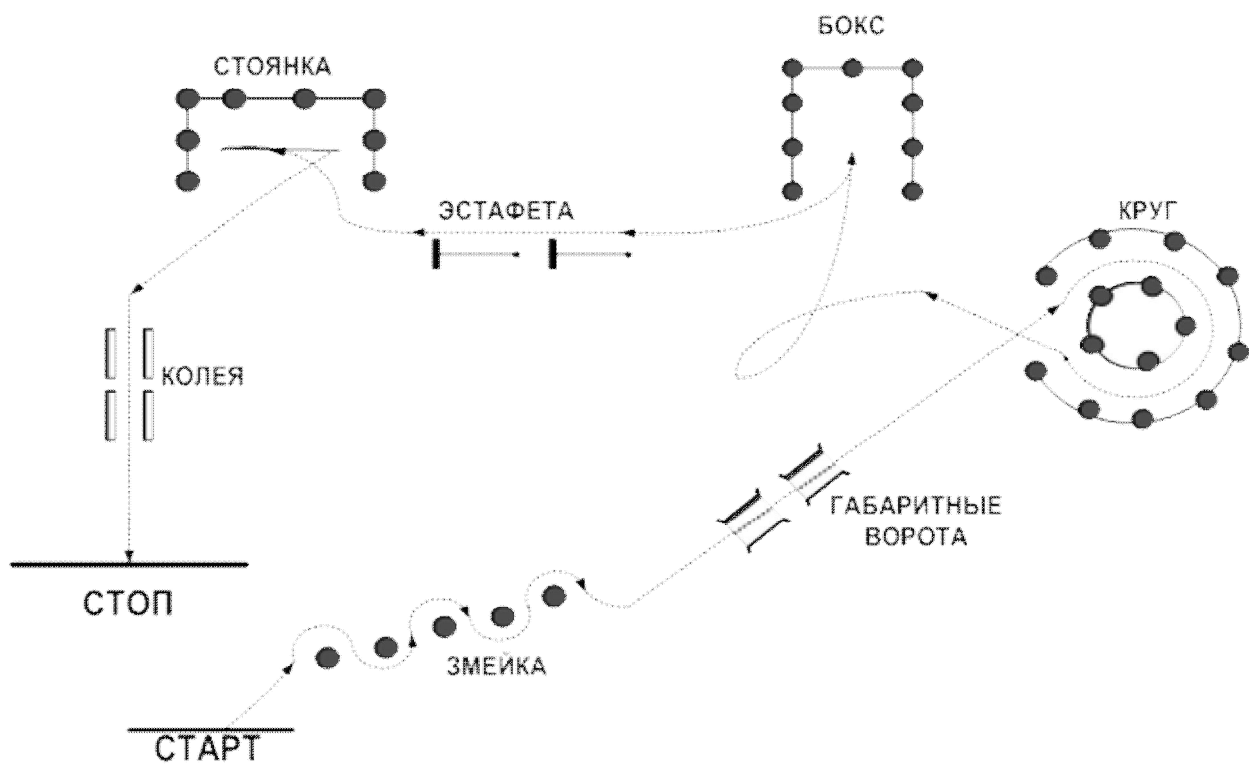 БОКС
СТОЯНКА
ЭСТАФЕТА
КРУГ
КОЛЕЯ
ГАБАРИТНЫЕ
ВОРОТА
СТОП
ЗМЕЙКА
СТАРТ